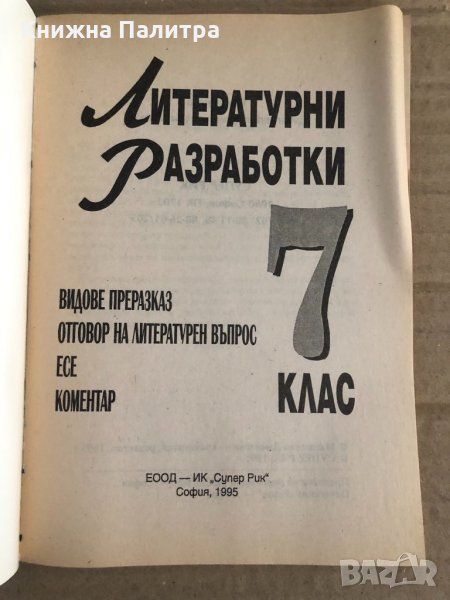 Книжна Палитра
ЛИТЕРАТУРНИ
РАЗРАБОТКИ
7
КЛАС
ВИДОВЕ ПРЕРАЗКАЗ
ОТГОВОР НА ЛИТЕРАТУРЕН ВЪПРОС
ЕСЕ
КОМЕНТАР
ЕООД — ИК „Супер Рик“
София, 1995
BAZAR